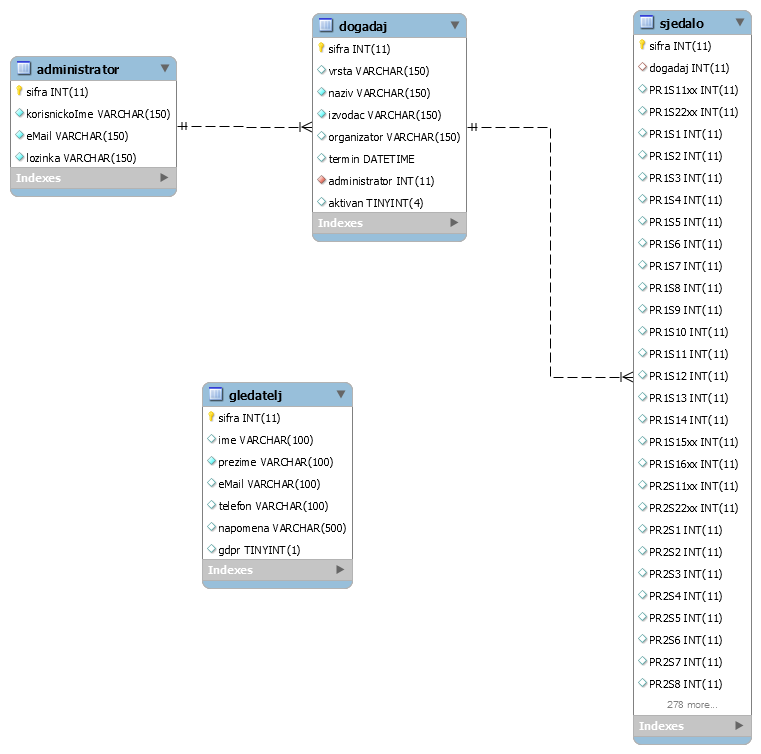 administrator
sifra INT(11)
korisnickoIme VARCHAR(150)
eMail VARCHAR(150)
lozinka VARCHAR(150)
Indexes
dogadaj
sifra INT(11)
vrsta VARCHAR(150)
naziv VARCHAR(150)
izvodac VARCHAR(150)
organizator VARCHAR(150)
termin DATETIME
administrator INT(11)
aktivan TINYINT(4)
Indexes
gledatelj
sifra INT(11)
ime VARCHAR(100)
prezime VARCHAR(100)
eMail VARCHAR(100)
telefon VARCHAR(100)
napomena VARCHAR(500)
gdpr TINYINT(1)
Indexes
sjedalo
sifra INT(11)
dogadaj INT(11)
PR1S11xx INT(11)
PR1S22xx INT(11)
PR1S1 INT(11)
PR1S2 INT(11)
PR1S3 INT(11)
PR1S4 INT(11)
PR1S5 INT(11)
PR1S6 INT(11)
PR1S7 INT(11)
PR1S8 INT(11)
PR1S9 INT(11)
PR1S10 INT(11)
PR1S11 INT(11)
PR1S12 INT(11)
PR1S13 INT(11)
PR1S14 INT(11)
PR1S15xx INT(11)
PR1S16xx INT(11)
PR2S11xx INT(11)
PR2S22xx INT(11)
PR2S1 INT(11)
PR2S2 INT(11)
PR2S3 INT(11)
PR2S4 INT(11)
PR2S5 INT(11)
PR2S6 INT(11)
PR2S7 INT(11)
PR2S8 INT(11)
278 more...
Indexes